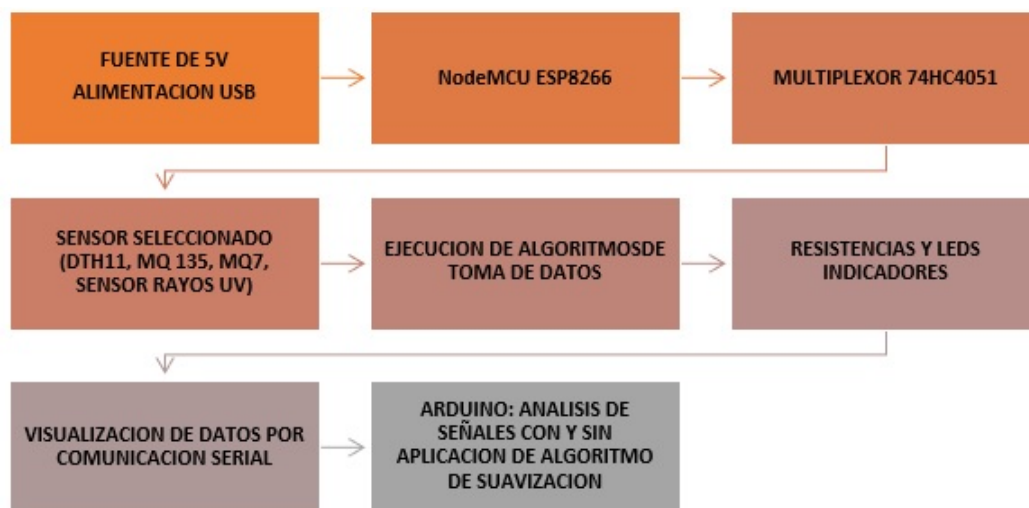 FUENTE DE 5V
ALIMENTACION USB
NodeMCU ESP8266
MULTIPLEXOR 74HC4051
SENSOR SELECCIONADO
(DTH11, MQ 135, MQ7,
SENSOR RAYOS UV)
EJECUCION DE ALGORITMOSDE
TOMA DE DATOS
RESISTENCIAS Y LEDS
INDICADORES
VISUALIZACION DE DATOS POR
COMUNICACION SERIAL
ARDUINO: ANALISIS DE
SEÑALES CON Y SIN
APLICACION DE ALGORITMO
DE SUAVIZACION